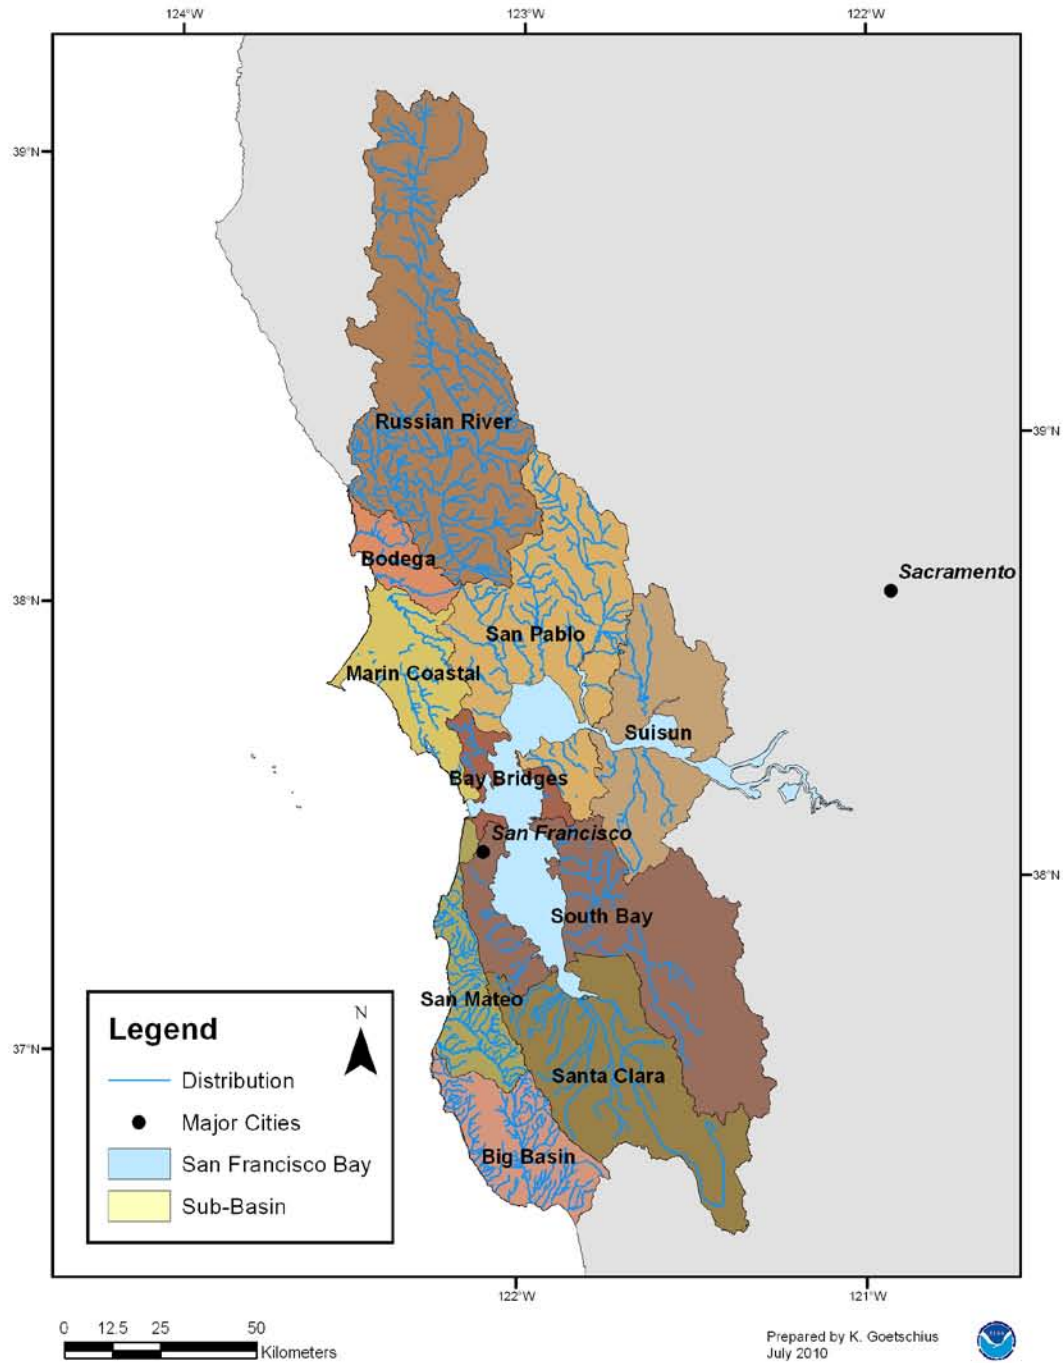 124°W 123°W 122°W
39°N
39°N
Russian River
Bodega
Sacramento
38°N
San Pablo
Marin Coastal
Suisun
Bay Bridges
San Francisco
38°N
South Bay
San Mateo
37°N
Santa Clara
Big Basin
Legend
N
Distribution
Major Cities
San Francisco Bay
Sub-Basin
122°W 121°W
0 12.5 25 50
Kilometers
Prepared by K. Goetschius
July 2010